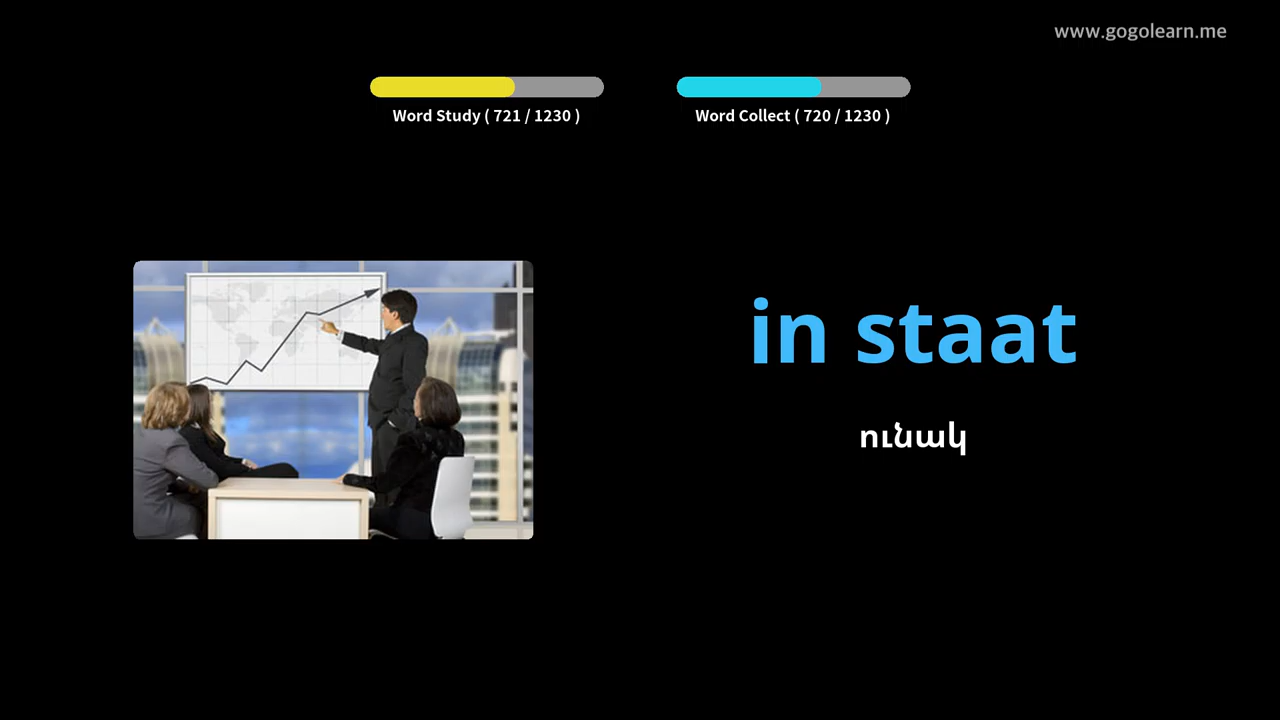 www.gogolearn.me
Word Study ( 721 / 1230 )
Word Collect ( 720 / 1230 )
in staat
ունակ